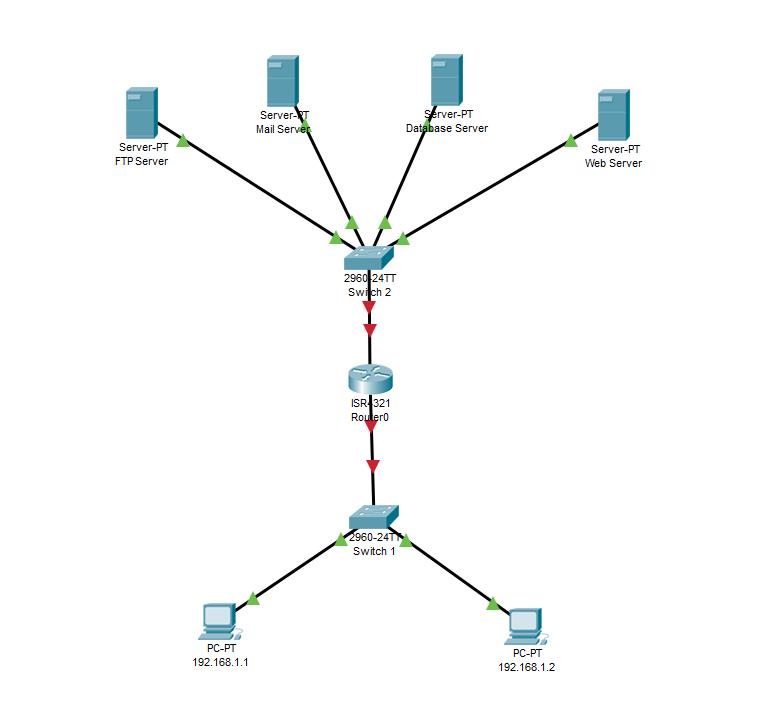 Server-PT
FTP Server
Server-PT
Mail Server
Server-PT
Database Server
Server-PT
Web Server
2960-24TT
Switch 2
ISR4321
Router0
2960-24TT
Switch 1
PC-PT
192.168.1.1
PC-PT
192.168.1.2